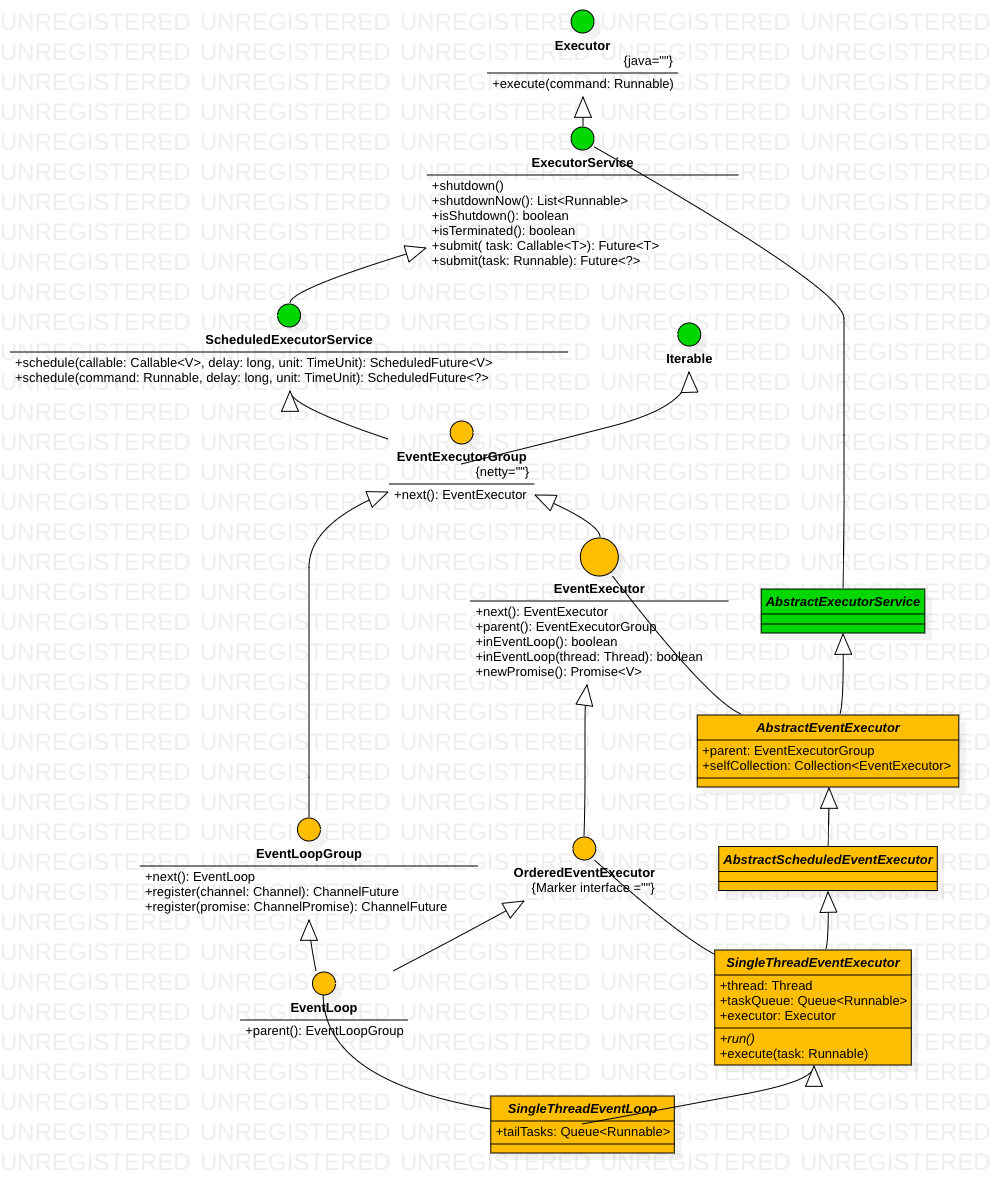 Executor
{java=""}
+execute(command: Runnable)
ExecutorService
+shutdown()
+shutdownNow(): List<Runnable>
+isShutdown(): boolean
+isTerminated(): boolean
+submit( task: Callable<T>): Future<T>
+submit(task: Runnable): Future<?>
ScheduledExecutorService
+schedule(callable: Callable<V>, delay: long, unit: TimeUnit): ScheduledFuture<V>
+schedule(command: Runnable, delay: long, unit: TimeUnit): ScheduledFuture<?>
Iterable
EventExecutorGroup
{netty=""}
+next(): EventExecutor
EventExecutor
+next(): EventExecutor
+parent(): EventExecutorGroup
+inEventLoop(): boolean
+inEventLoop(thread: Thread): boolean
+newPromise(): Promise<V>
AbstractExecutorService
AbstractEventExecutor
+parent: EventExecutorGroup
+selfCollection: Collection<EventExecutor>
EventLoopGroup
+next(): EventLoop
+register(channel: Channel): ChannelFuture
+register(promise: ChannelPromise): ChannelFuture
OrderedEventExecutor
{Marker interface =""}
AbstractScheduledEventExecutor
SingleThreadEventExecutor
+thread: Thread
+taskQueue: Queue<Runnable>
+executor: Executor
+run()
+execute(task: Runnable)
EventLoop
+parent(): EventLoopGroup
SingleThreadEventLoop
+tailTasks: Queue<Runnable>
UNREGISTERED